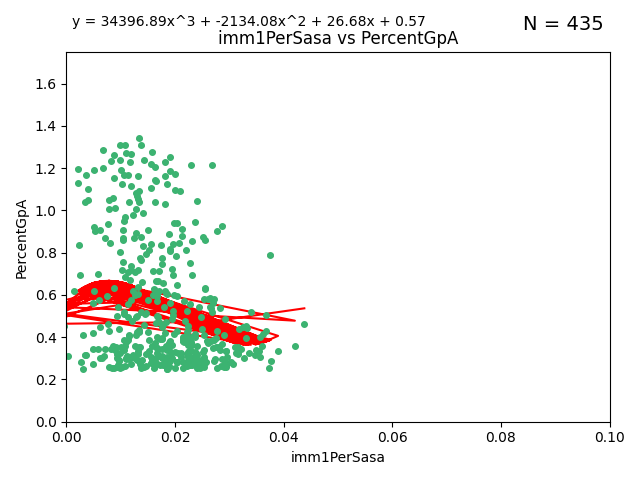 y = 34396.89x^3 + -2134.08x^2 + 26.68x + 0.57
N = 435
imm1PerSasa vs PercentGpA
PercentGpA
1.6
1.4
1.2
1.0
0.8
0.6
0.4
0.2
0.0
0.00 0.02 0.04 0.06 0.08 0.10
imm1PerSasa